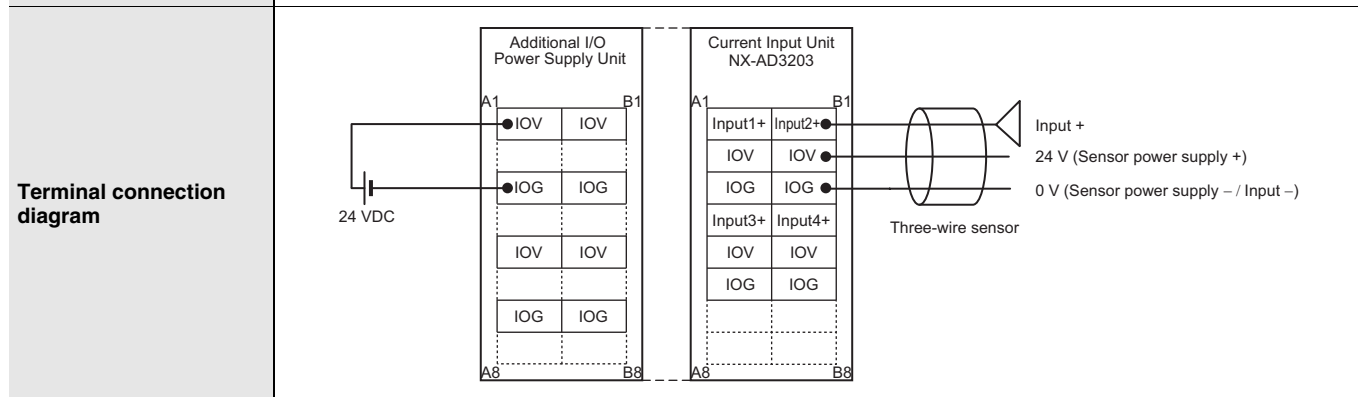 Terminal connection
diagram
24 VDC
Additional I/O
Power Supply Unit
A1 B1
IOV IOV
IOG IOG
IOV IOV
IOG IOG
A8 B8
Current Input Unit
NX-AD3203
A1 B1
Input1+ Input2+
IOV IOV
IOG IOG
Input3+ Input4+
IOV IOV
IOG IOG
A8 B8
Input +
24 V (Sensor power supply +)
0 V (Sensor power supply − / Input −)
Three-wire sensor